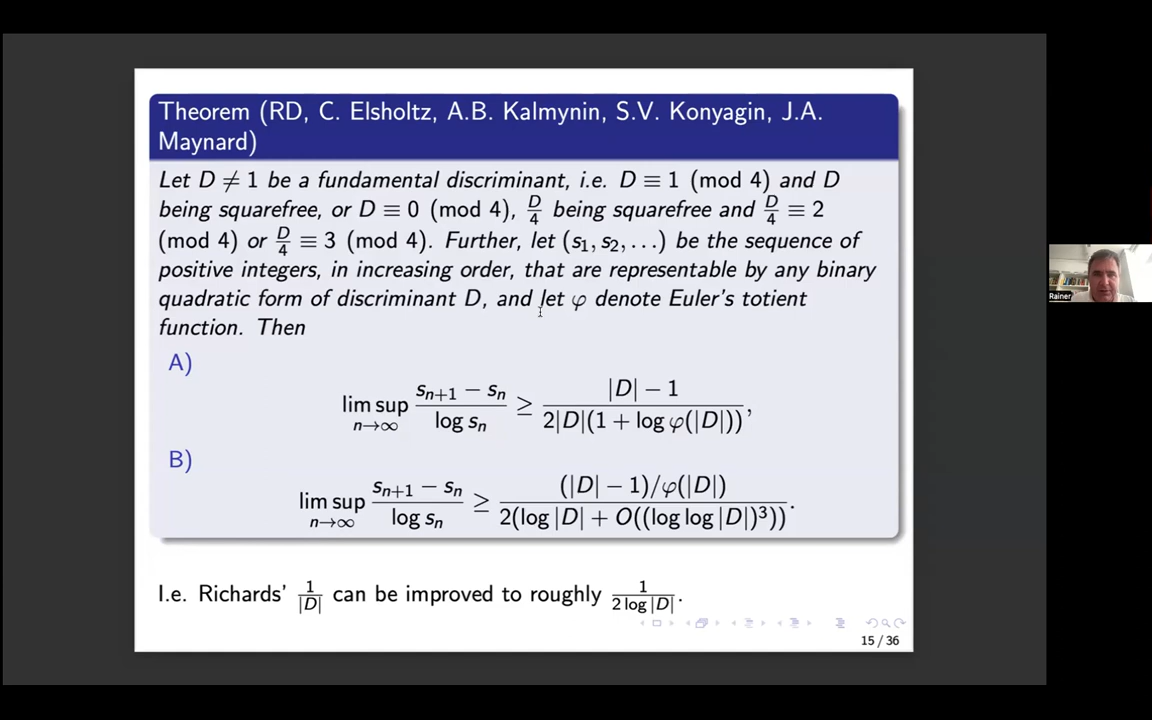 Theorem (RD, C. Elsholtz, A.B. Kalmynin, S.V. Konyagin, J.A.
Maynard)
Let D ≠ 1 be a fundamental discriminant, i.e. D ≡ 1 (mod 4) and D
being squarefree, or D ≡ 0 (mod 4), D/4 being squarefree and D/4 ≡ 2
(mod 4) or D/4 ≡ 3 (mod 4). Further, let (s₁, s₂, . . .) be the sequence of
positive integers, in increasing order, that are representable by any binary
quadratic form of discriminant D, and let φ denote Euler's totient
function. Then
A)
lim sup n→∞ (sₙ₊₁ − sₙ)/(log sₙ) ≥ (|D| − 1)/(2|D|(1 + log φ(|D|))),
B)
lim sup n→∞ (sₙ₊₁ − sₙ)/(log sₙ) ≥ ((|D| − 1)/φ(|D|))/(2(log |D| + O((log log |D|)³))).
I.e. Richards' 1/|D| can be improved to roughly 1/(2 log |D|).
15 / 36
Rainer